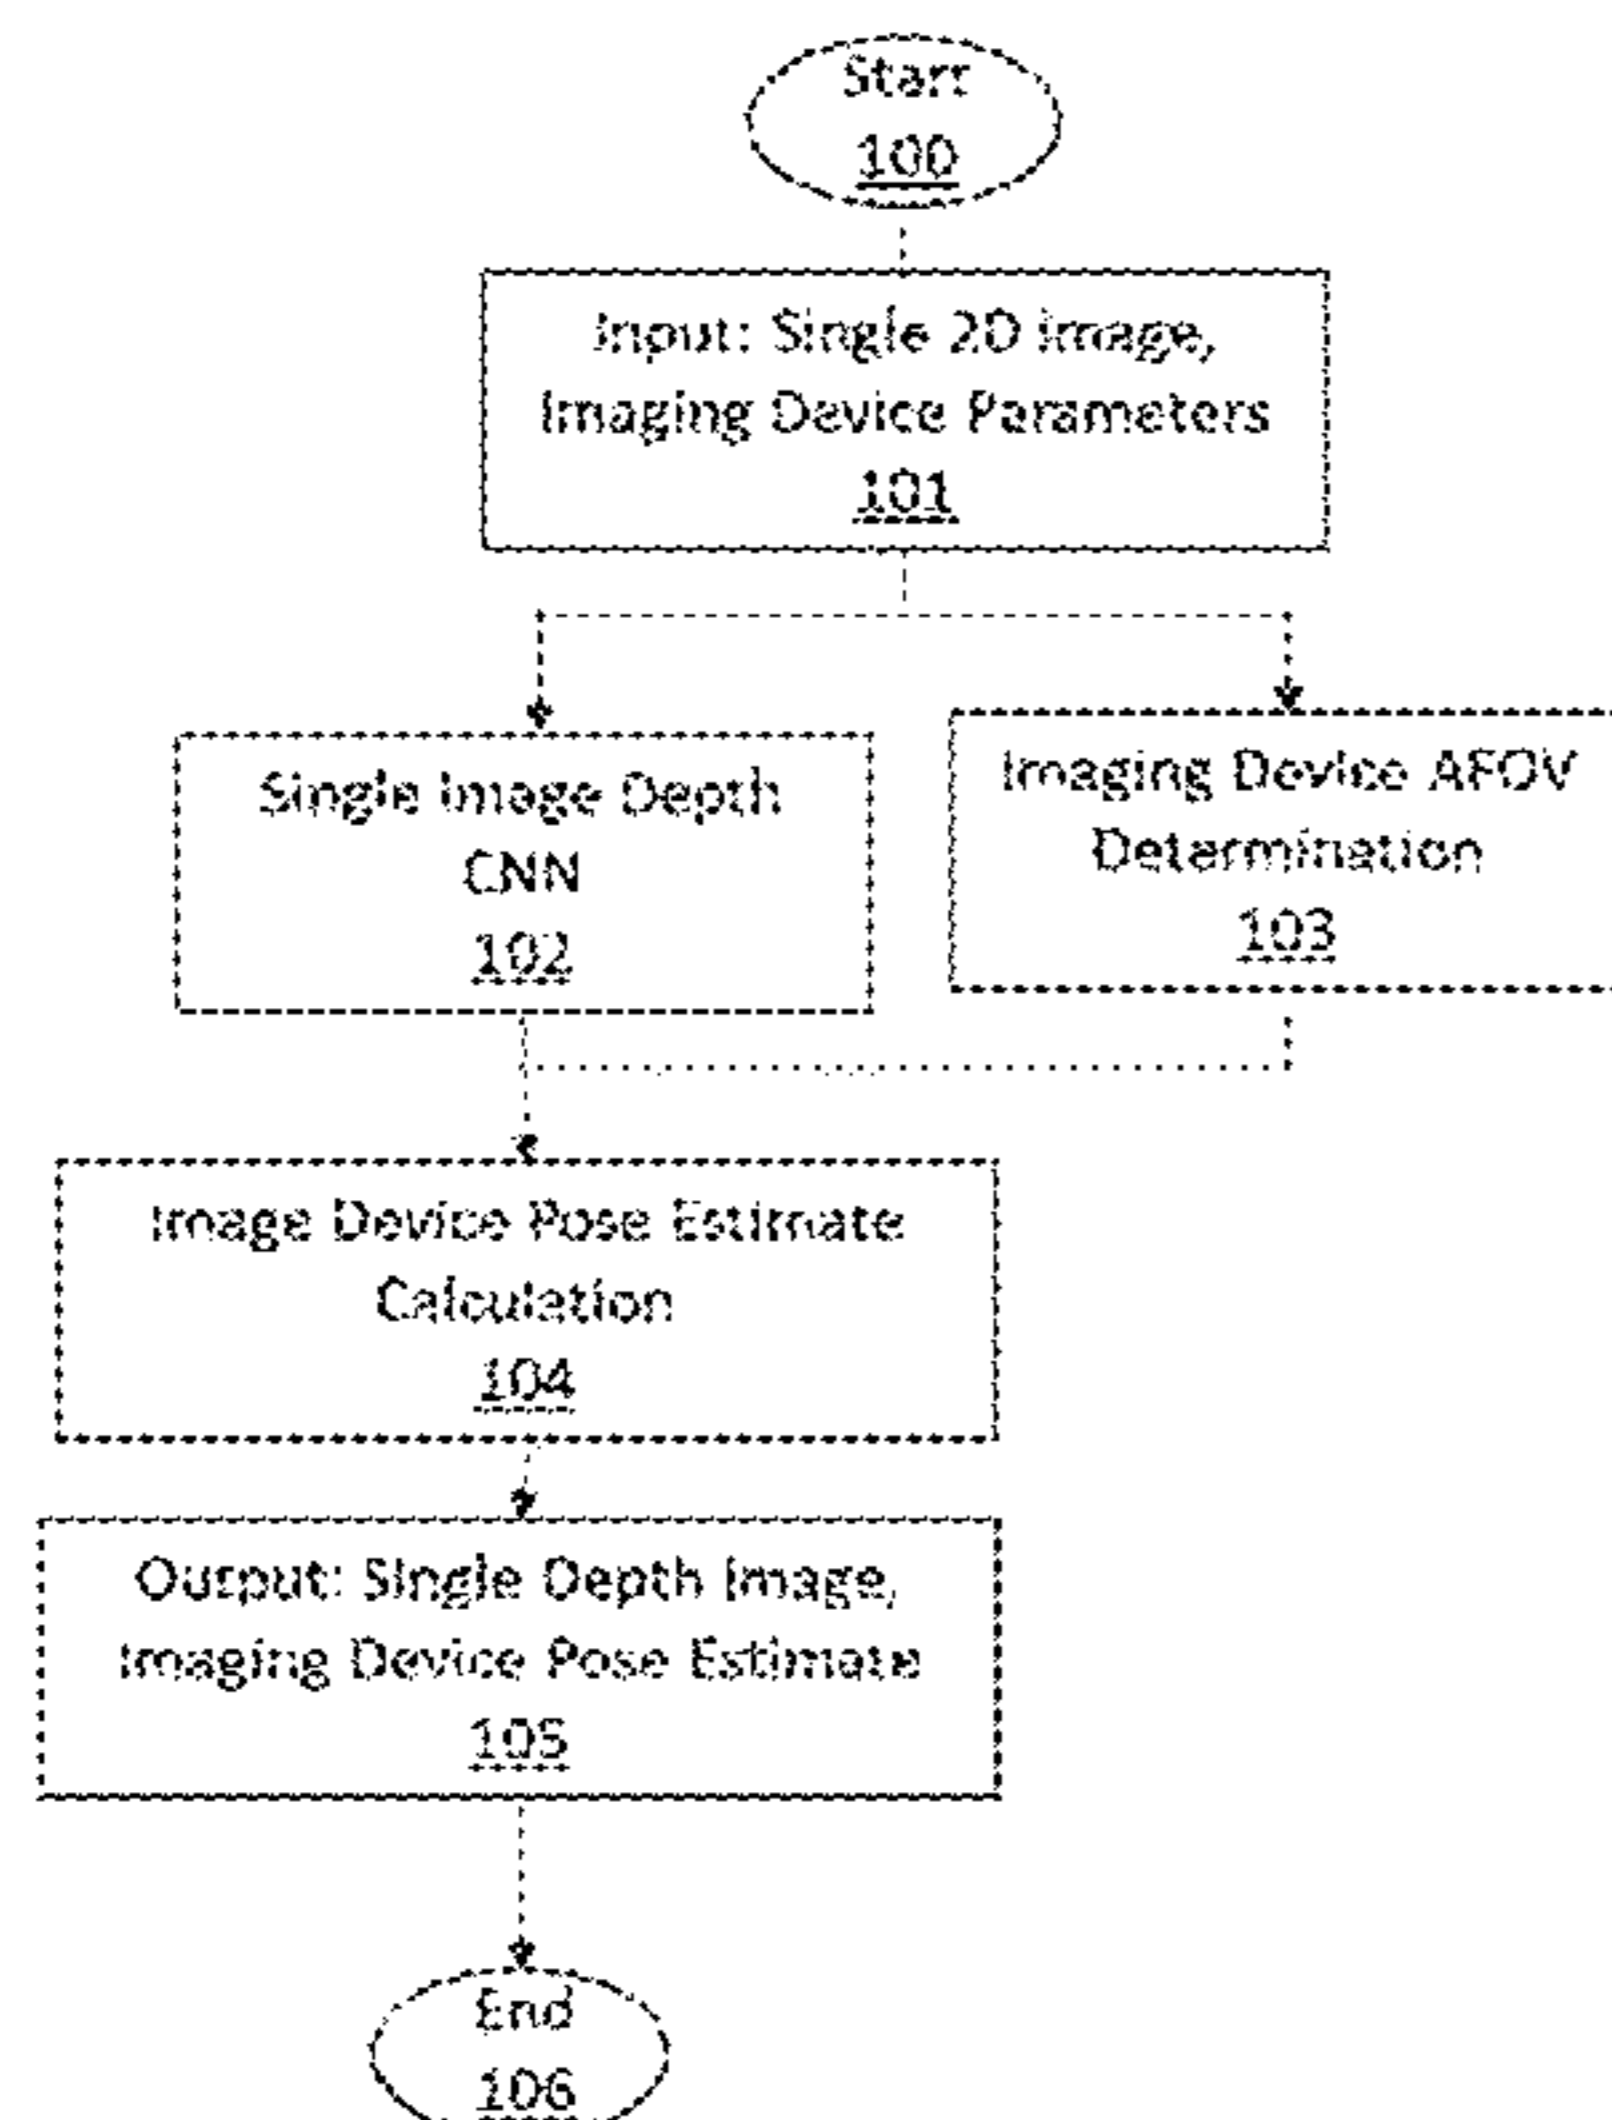 Start
100
Input: Single 2D Image,
Imaging Device Parameters
101
Single Image Depth
CNN
102
Imaging Device AFOV
Determination
103
Image Device Pose Estimate
Calculation
104
Output: Single Depth Image,
Imaging Device Pose Estimate
105
End
106